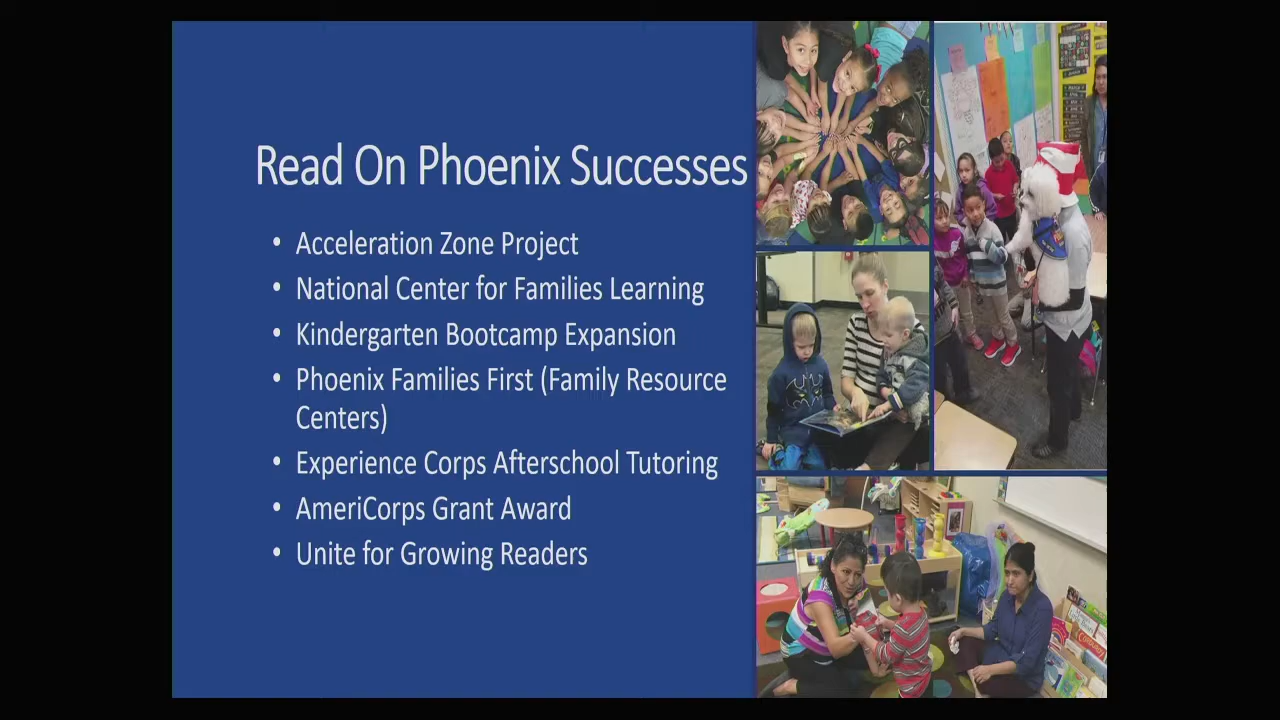 Read On Phoenix Successes
• Acceleration Zone Project
• National Center for Families Learning
• Kindergarten Bootcamp Expansion
• Phoenix Families First (Family Resource
Centers)
• Experience Corps Afterschool Tutoring
• AmeriCorps Grant Award
• Unite for Growing Readers